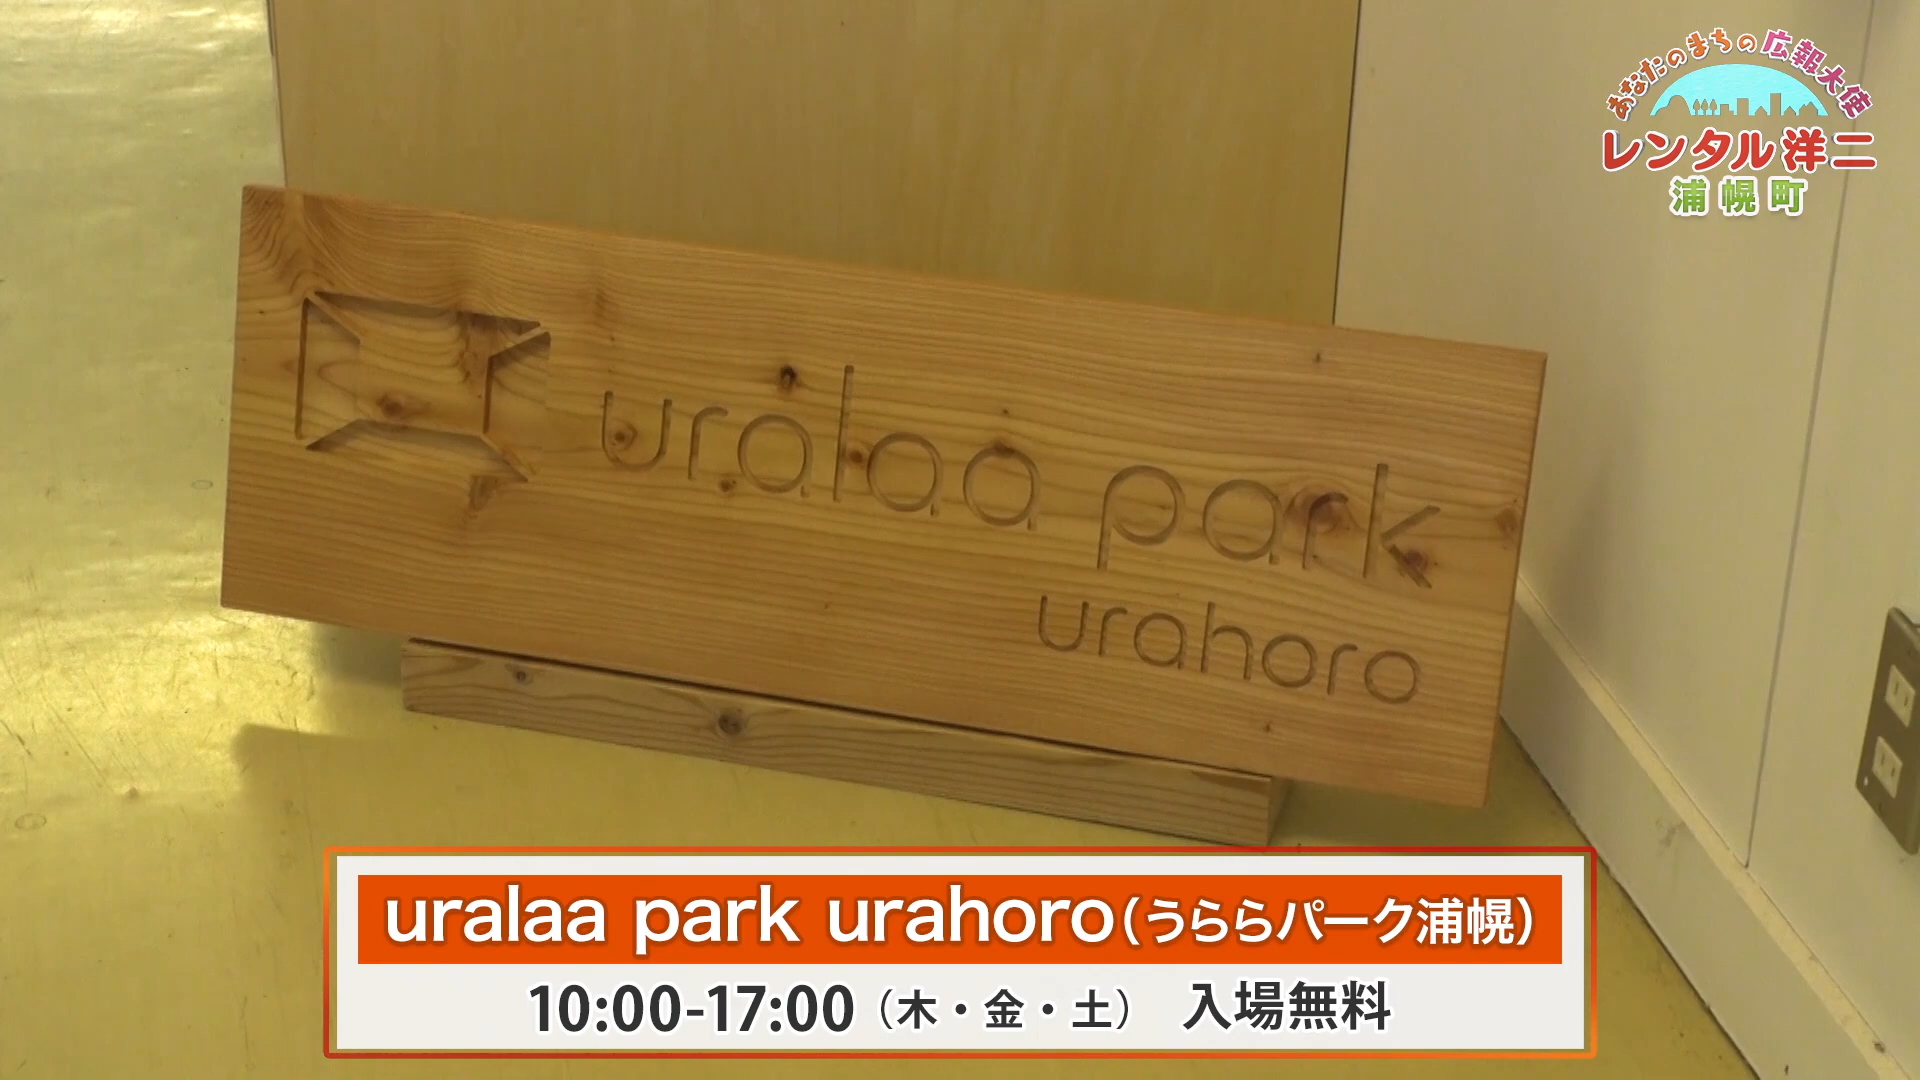 あなたのまちの広報大使
レンタル洋二
浦幌町
uralaa park
urahoro
uralaa park urahoro(うららパーク浦幌)
10:00-17:00（木・金・土） 入場無料